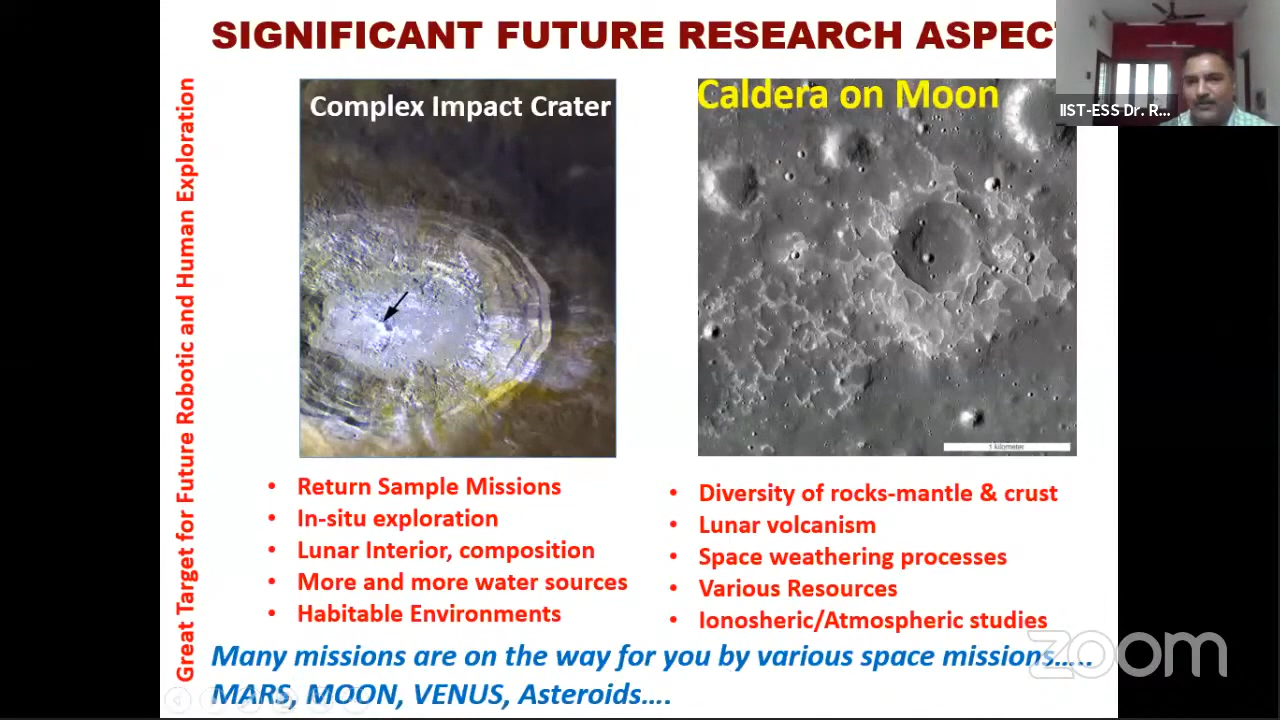 SIGNIFICANT FUTURE RESEARCH ASPECT
IIST-ESS Dr. R...
Great Target for Future Robotic and Human Exploration
Complex Impact Crater
Caldera on Moon
1 kilometer
• Return Sample Missions
• In-situ exploration
• Lunar Interior, composition
• More and more water sources
• Habitable Environments
• Diversity of rocks-mantle & crust
• Lunar volcanism
• Space weathering processes
• Various Resources
• Ionosheric/Atmospheric studies
Many missions are on the way for you by various space missions.....
MARS, MOON, VENUS, Asteroids....
zoom